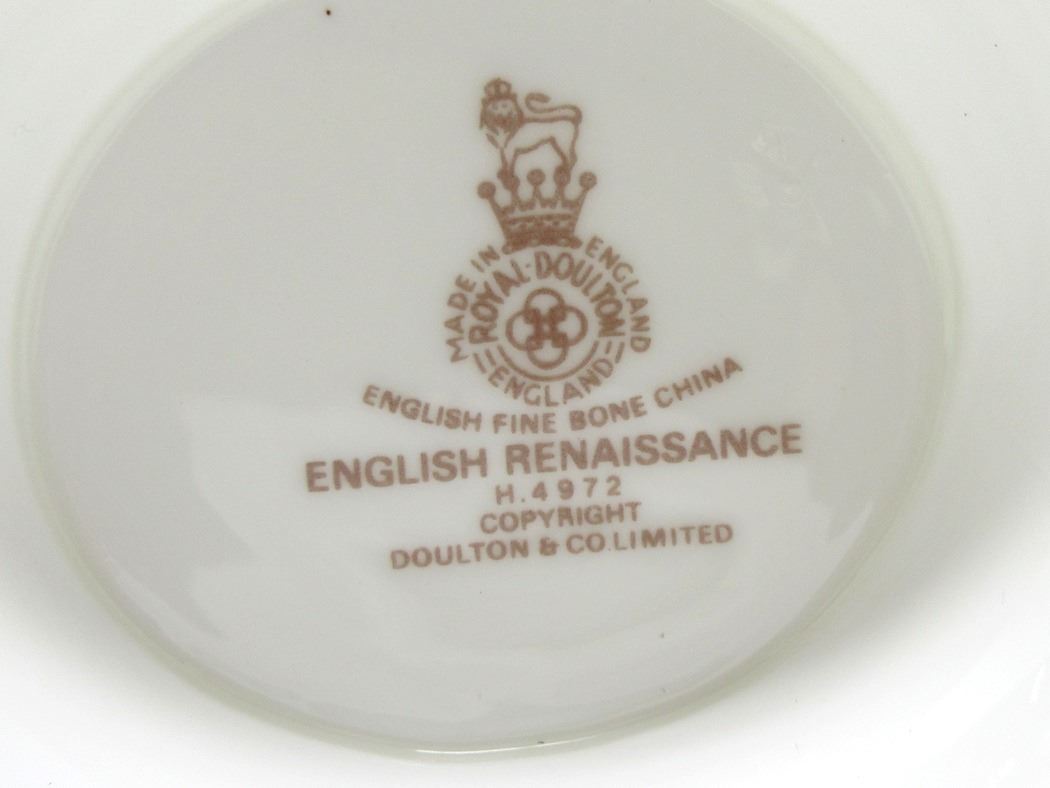 MADE IN ENGLAND
ROYAL·DOULTON
ENGLAND
ENGLISH FINE BONE CHINA
ENGLISH RENAISSANCE
H.4972
COPYRIGHT
DOULTON & CO.LIMITED